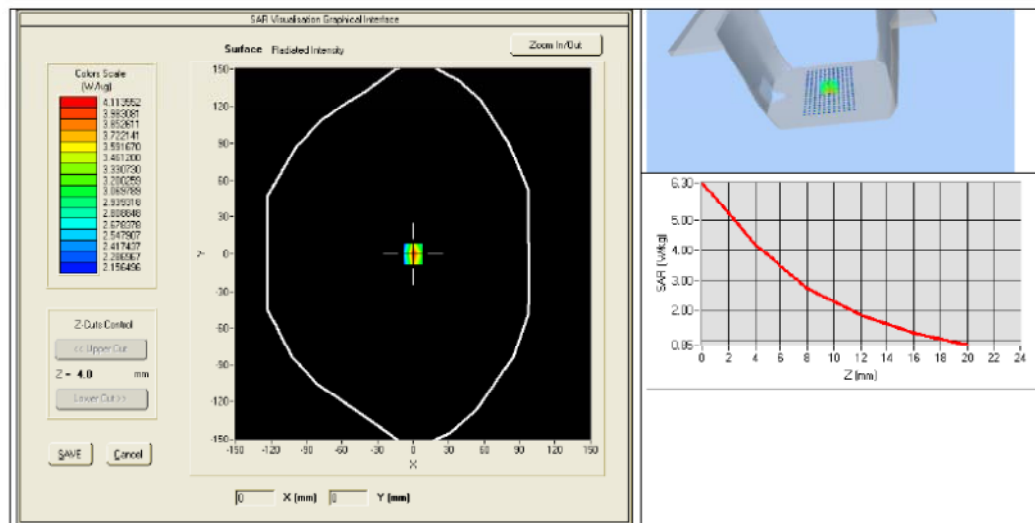 SAR Visualisation Graphical Interface
Surface Radiated Intensity
Zoom In/Out
Colors Scale
(W/kg)
4.113552
3.983081
3.852611
3.722141
3.591670
3.461200
3.330730
3.200259
3.069789
2.939318
2.808848
2.678378
2.547907
2.417437
2.286967
2.156496
Z-Cuts Control
<< Upper Cut
Z = 4.0 mm
Lower Cut >>
SAVE Cancel
150
120
90
60
30
0
-30
-60
-90
-120
-150
Y
-150 -120 -90 -60 -30 0 30 60 90 120 150
X
0 X (mm) 0 Y (mm)
6.30
5.00
4.00
3.00
2.00
0.85
SAR (W/kg)
0 2 4 6 8 10 12 14 16 18 20 22 24
Z (mm)